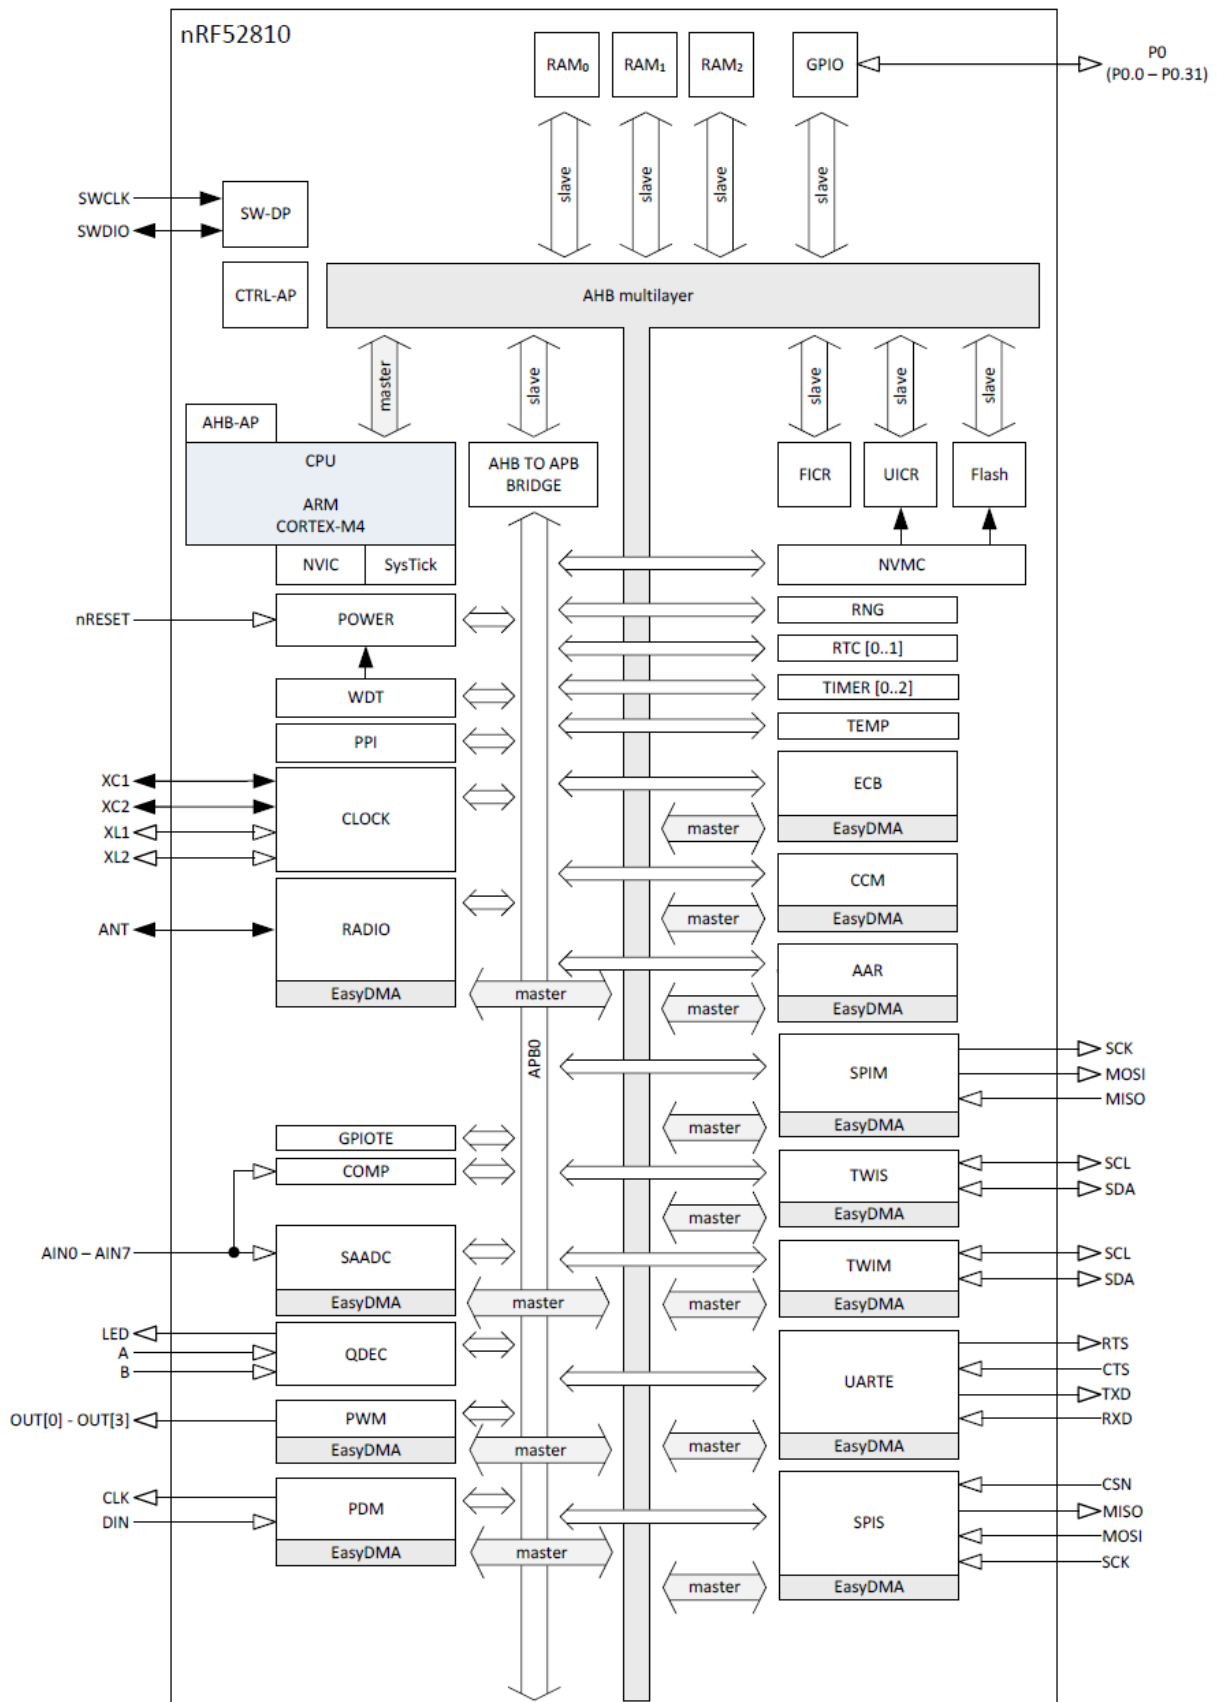 nRF52810
RAM0
RAM1
RAM2
GPIO
P0
(P0.0 – P0.31)
slave
slave
slave
slave
SWCLK
SWDIO
SW-DP
CTRL-AP
AHB multilayer
master
slave
slave
slave
slave
AHB-AP
CPU
ARM
CORTEX-M4
NVIC
SysTick
AHB TO APB
BRIDGE
FICR
UICR
Flash
NVMC
nRESET
POWER
RNG
RTC [0..1]
WDT
TIMER [0..2]
PPI
TEMP
XC1
XC2
XL1
XL2
CLOCK
ECB
master
EasyDMA
CCM
master
EasyDMA
ANT
RADIO
EasyDMA
master
AAR
master
EasyDMA
APB0
SPIM
master
EasyDMA
SCK
MOSI
MISO
GPIOTE
COMP
TWIS
master
EasyDMA
SCL
SDA
AIN0 – AIN7
SAADC
EasyDMA
master
TWIM
master
EasyDMA
SCL
SDA
LED
A
B
QDEC
UARTE
master
EasyDMA
RTS
CTS
TXD
RXD
OUT[0] - OUT[3]
PWM
EasyDMA
master
CLK
DIN
PDM
EasyDMA
master
SPIS
master
EasyDMA
CSN
MISO
MOSI
SCK